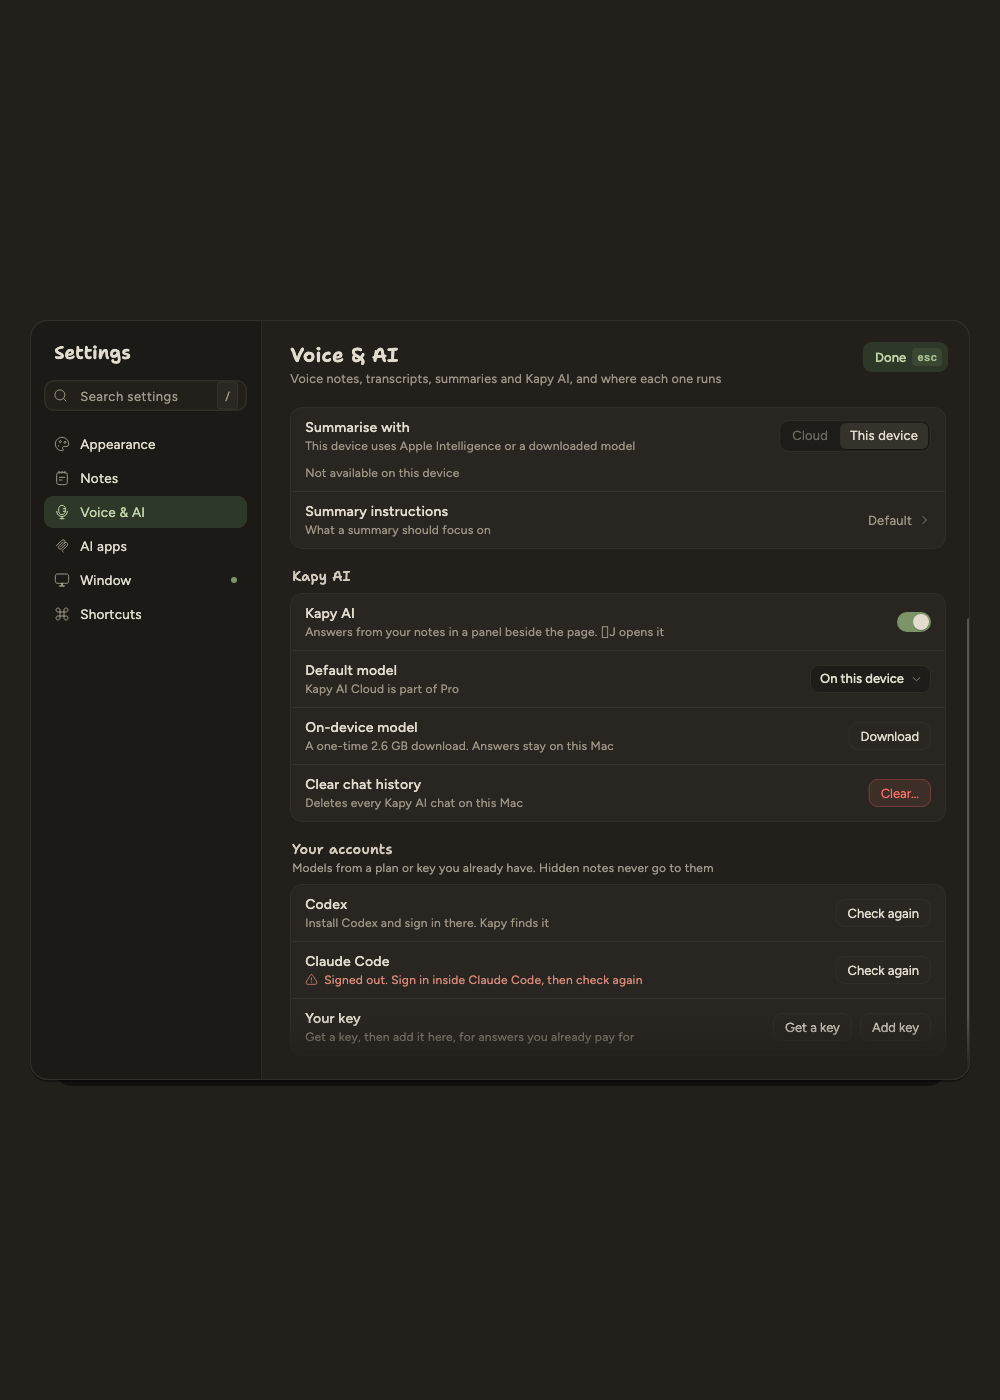 Settings
Search settings /
Appearance
Notes
Voice & AI
AI apps
Window
Shortcuts
Voice & AI
Voice notes, transcripts, summaries and Kapy AI, and where each one runs
Done esc
Summarise with
This device uses Apple Intelligence or a downloaded model
Cloud This device
Not available on this device
Summary instructions
What a summary should focus on
Default
Kapy AI
Kapy AI
Answers from your notes in a panel beside the page. ▯J opens it
Default model
Kapy AI Cloud is part of Pro
On this device
On-device model
A one-time 2.6 GB download. Answers stay on this Mac
Download
Clear chat history
Deletes every Kapy AI chat on this Mac
Clear...
Your accounts
Models from a plan or key you already have. Hidden notes never go to them
Codex
Install Codex and sign in there. Kapy finds it
Check again
Claude Code
Signed out. Sign in inside Claude Code, then check again
Check again
Your key
Get a key, then add it here, for answers you already pay for
Get a key Add key